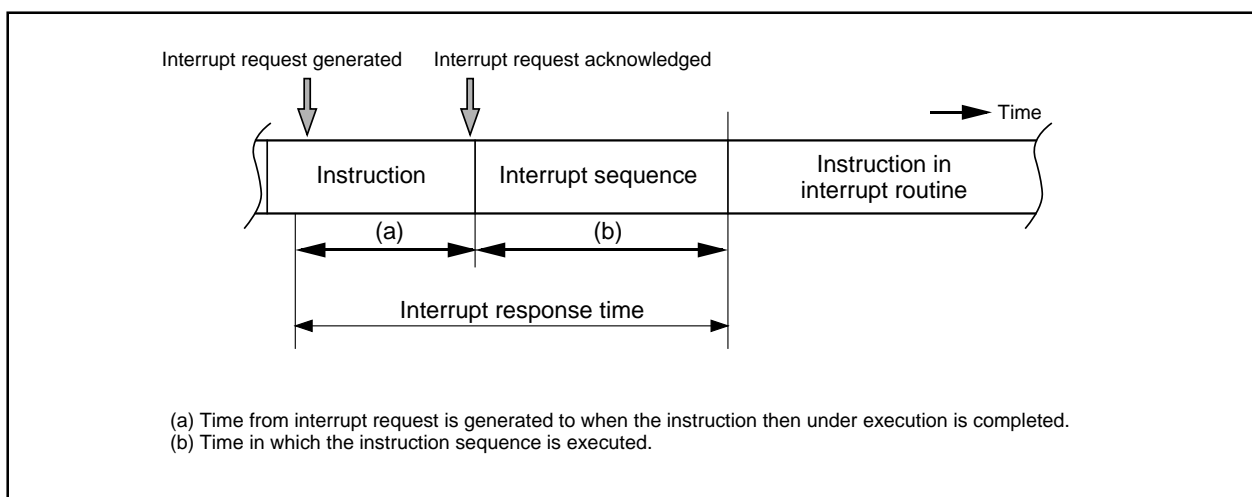 Interrupt request generated
Interrupt request acknowledged
Time
Instruction
Interrupt sequence
Instruction in
interrupt routine
(a)
(b)
Interrupt response time
(a) Time from interrupt request is generated to when the instruction then under execution is completed.
(b) Time in which the instruction sequence is executed.